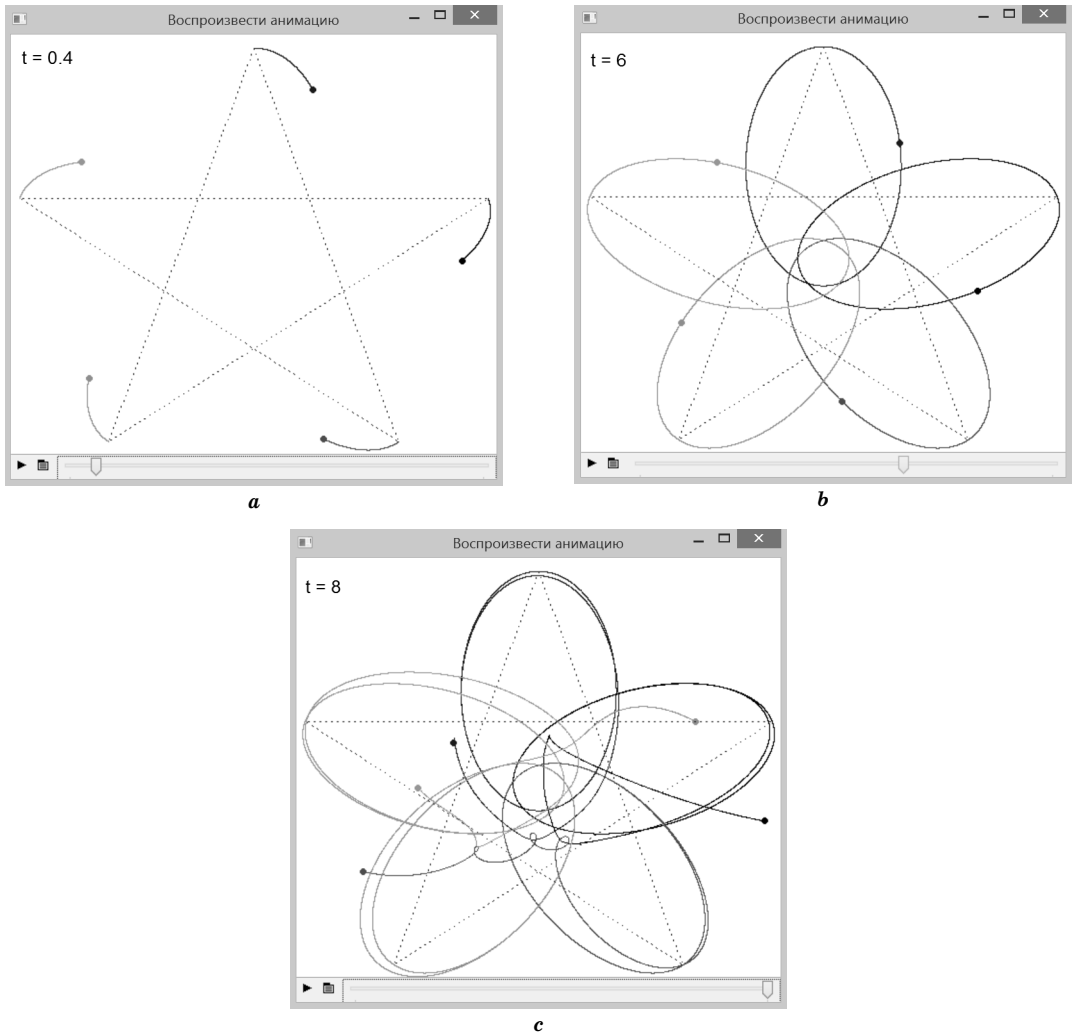 Воспроизвести анимацию
t = 0.4
a
Воспроизвести анимацию
t = 6
b
Воспроизвести анимацию
t = 8
c